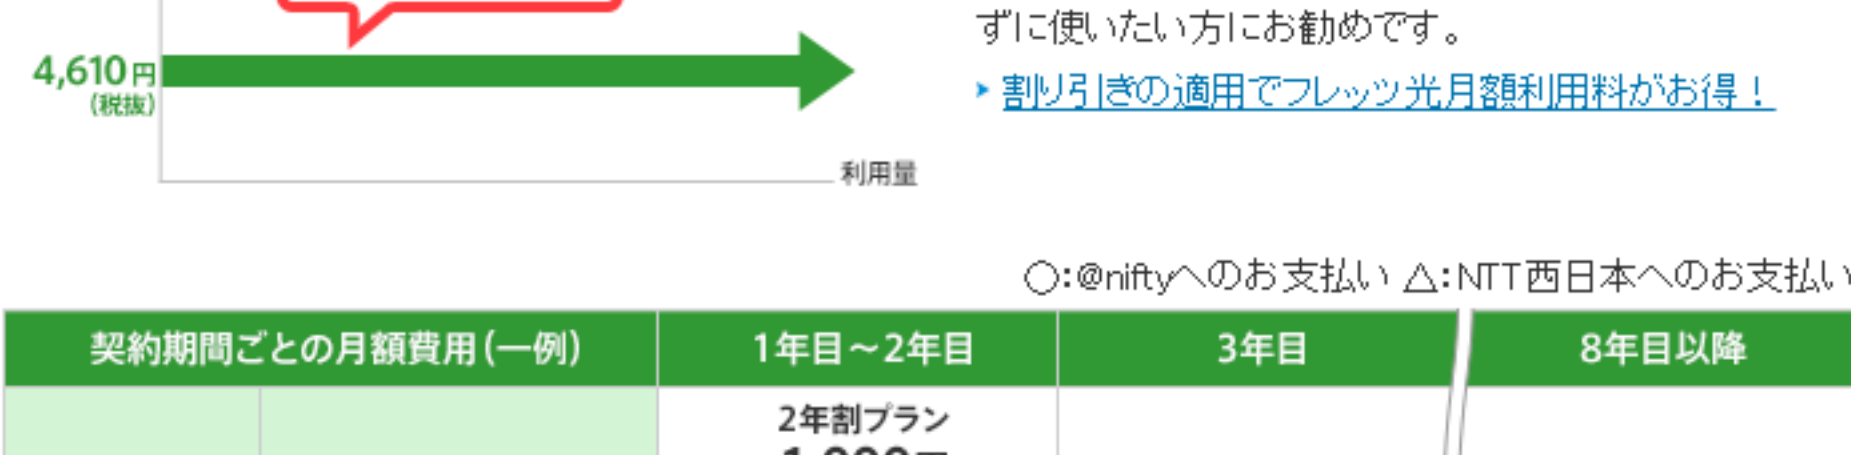 ずに使いたい方にお勧めです。
4,610円
(税抜)
割り引きの適用でフレッツ光月額利用料がお得！
利用量
○：@niftyへのお支払い △：NTT西日本へのお支払い
契約期間ごとの月額費用（一例） 1年目～2年目 3年目 8年目以降
2年割プラン